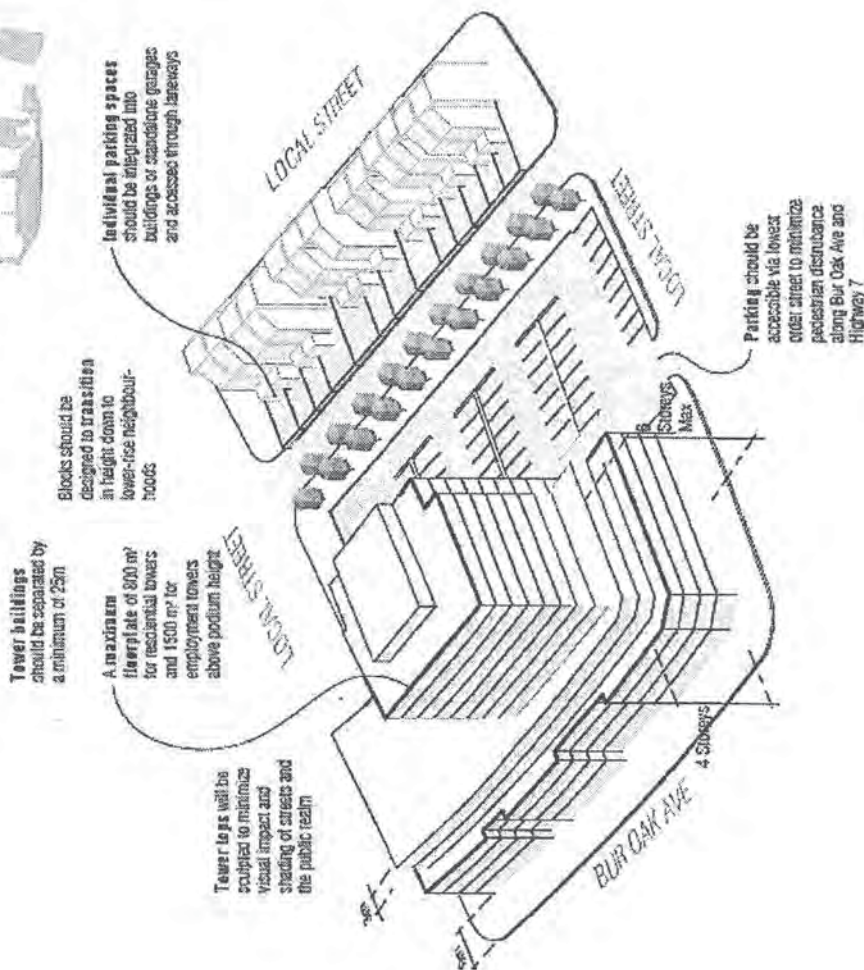 Tower buildings
should be separated by
a minimum of 25m
Blocks should be
designed to transition
in height down to
lower-rise neighbour-
hoods
Individual parking spaces
should be integrated into
buildings or standalone garages
and accessed through laneways
A maximum
floorplate of 800 m²
for residential towers
and 1500 m² for
employment towers
above podium height
Tower tops will be
sculpted to minimize
visual impact and
shading of streets and
the public realm
LOCAL STREET
LOCAL STREET
LOCAL STREET
Storeys
Max
4 Storeys
BUR OAK AVE
Parking should be
accessible via lowest
order street to minimize
pedestrian distrubance
along Bur Oak Ave and
Highway 7